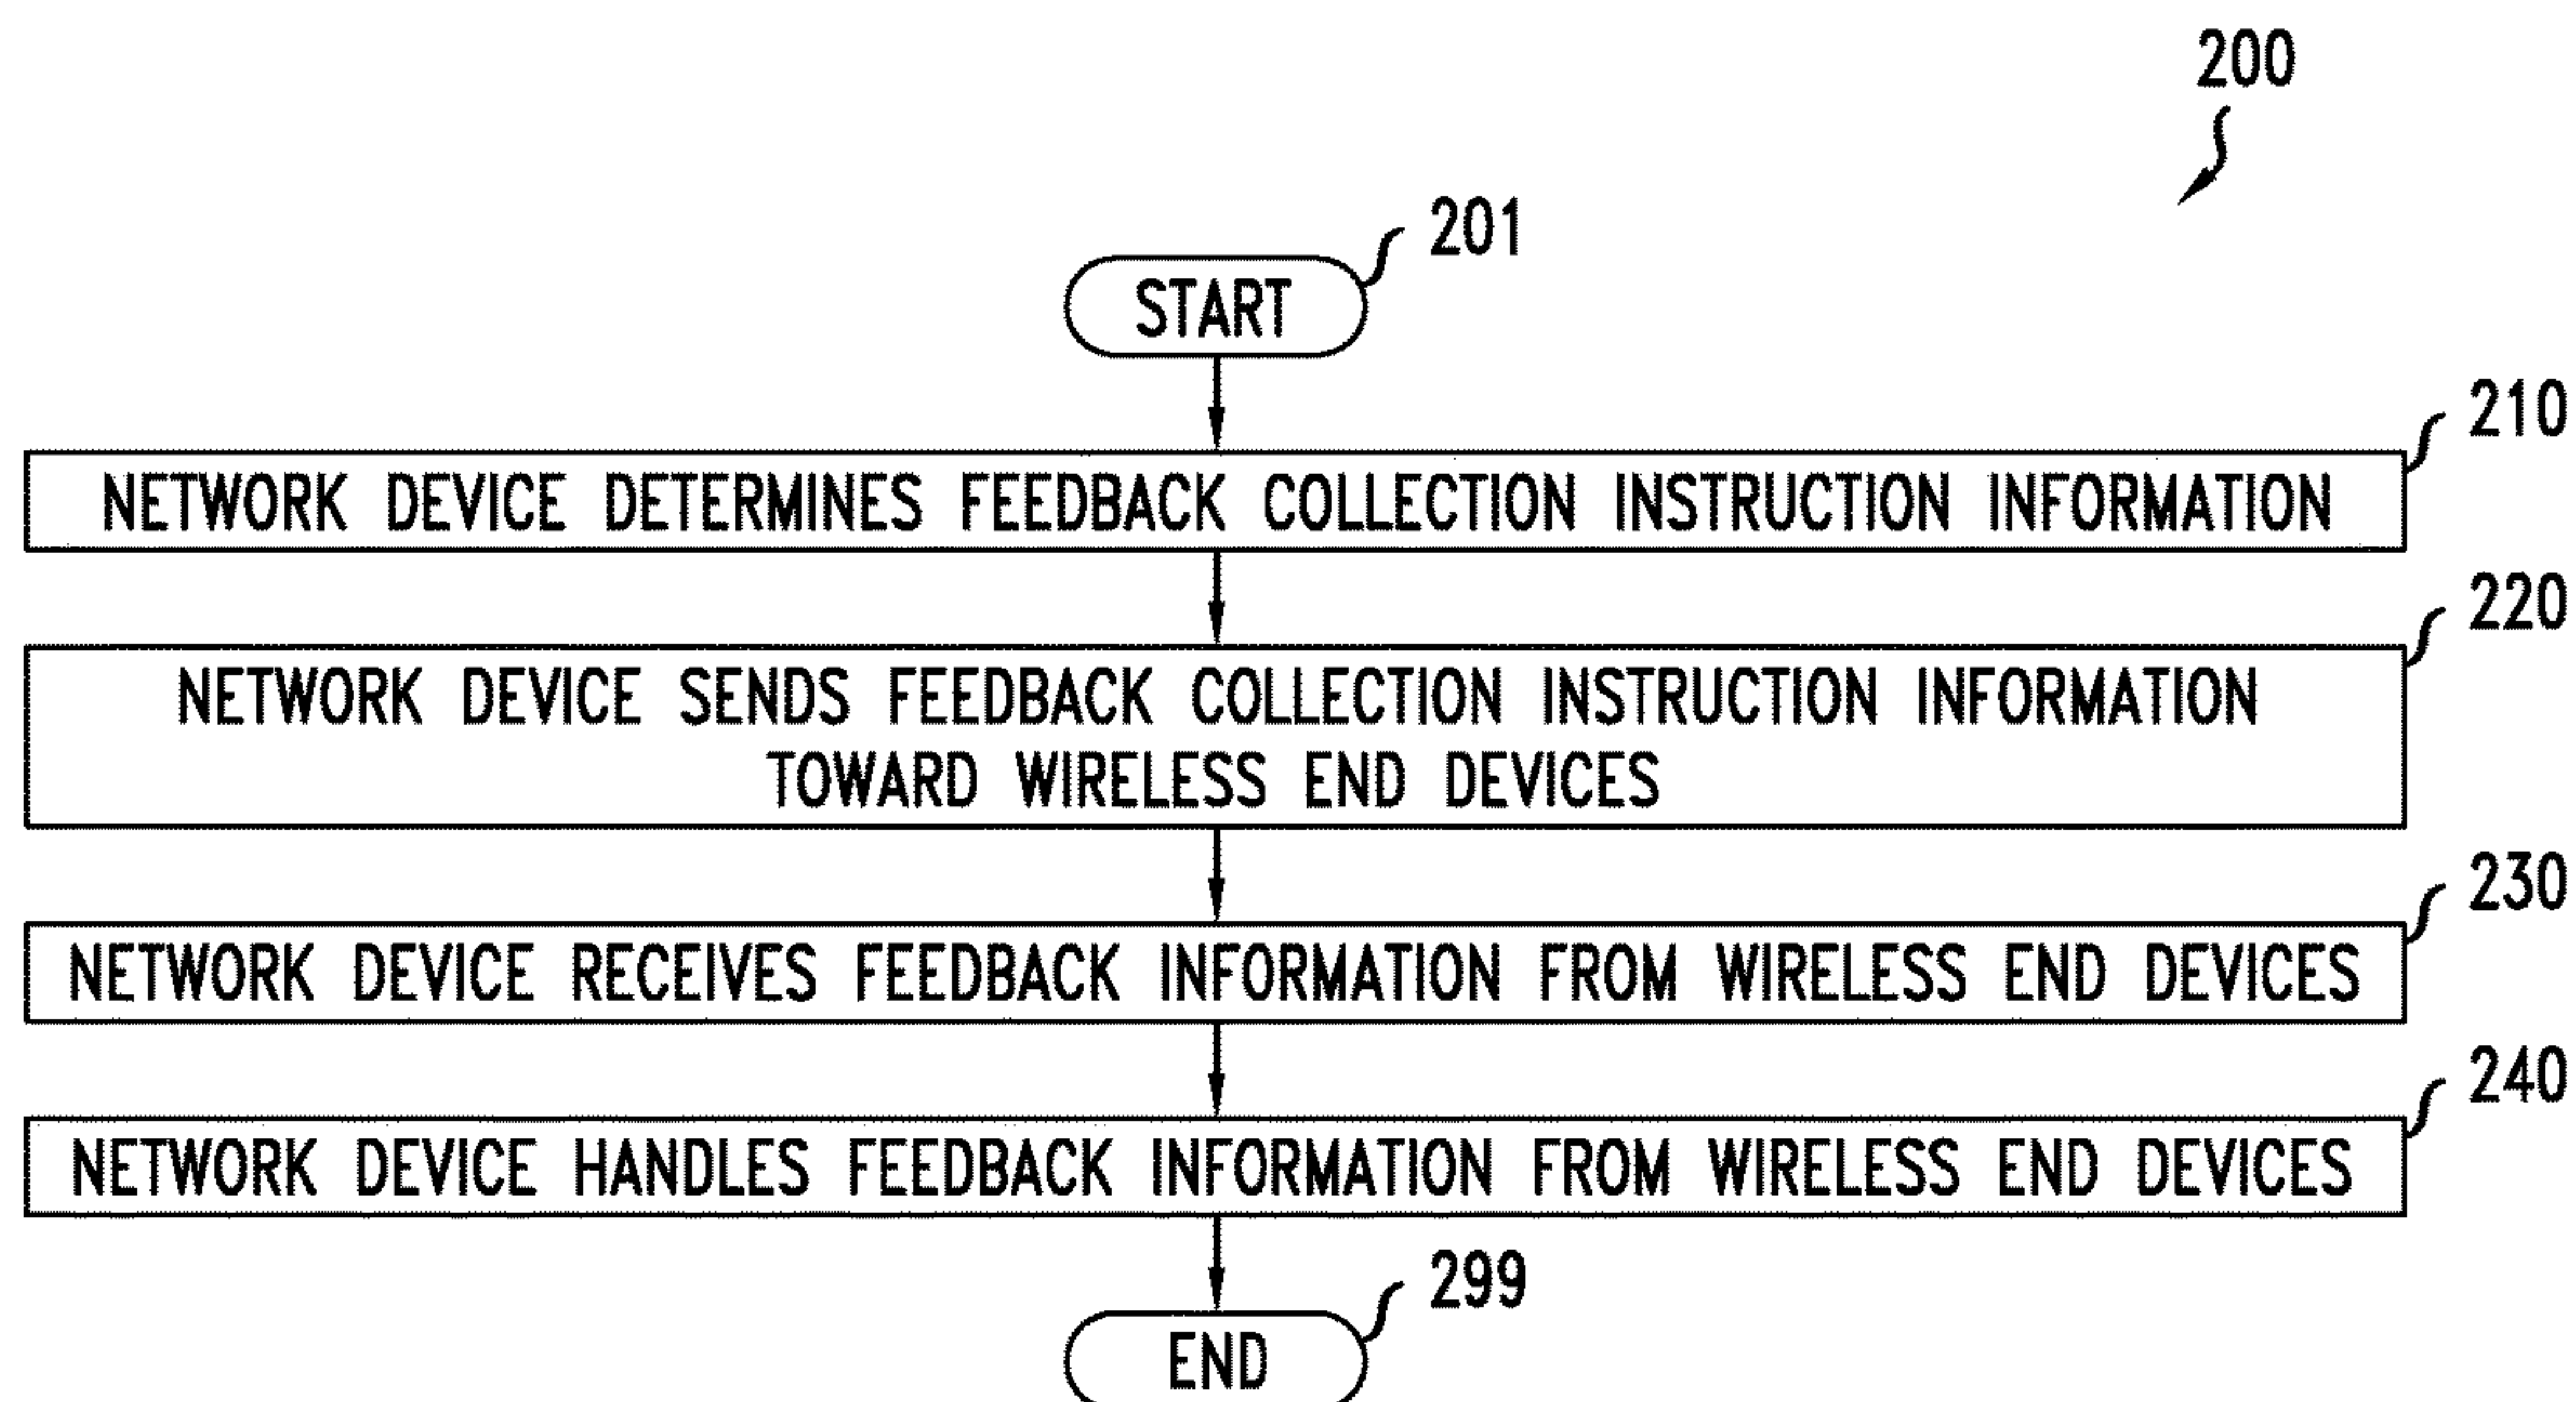 200
201
START
210
NETWORK DEVICE DETERMINES FEEDBACK COLLECTION INSTRUCTION INFORMATION
220
NETWORK DEVICE SENDS FEEDBACK COLLECTION INSTRUCTION INFORMATION
TOWARD WIRELESS END DEVICES
230
NETWORK DEVICE RECEIVES FEEDBACK INFORMATION FROM WIRELESS END DEVICES
240
NETWORK DEVICE HANDLES FEEDBACK INFORMATION FROM WIRELESS END DEVICES
299
END